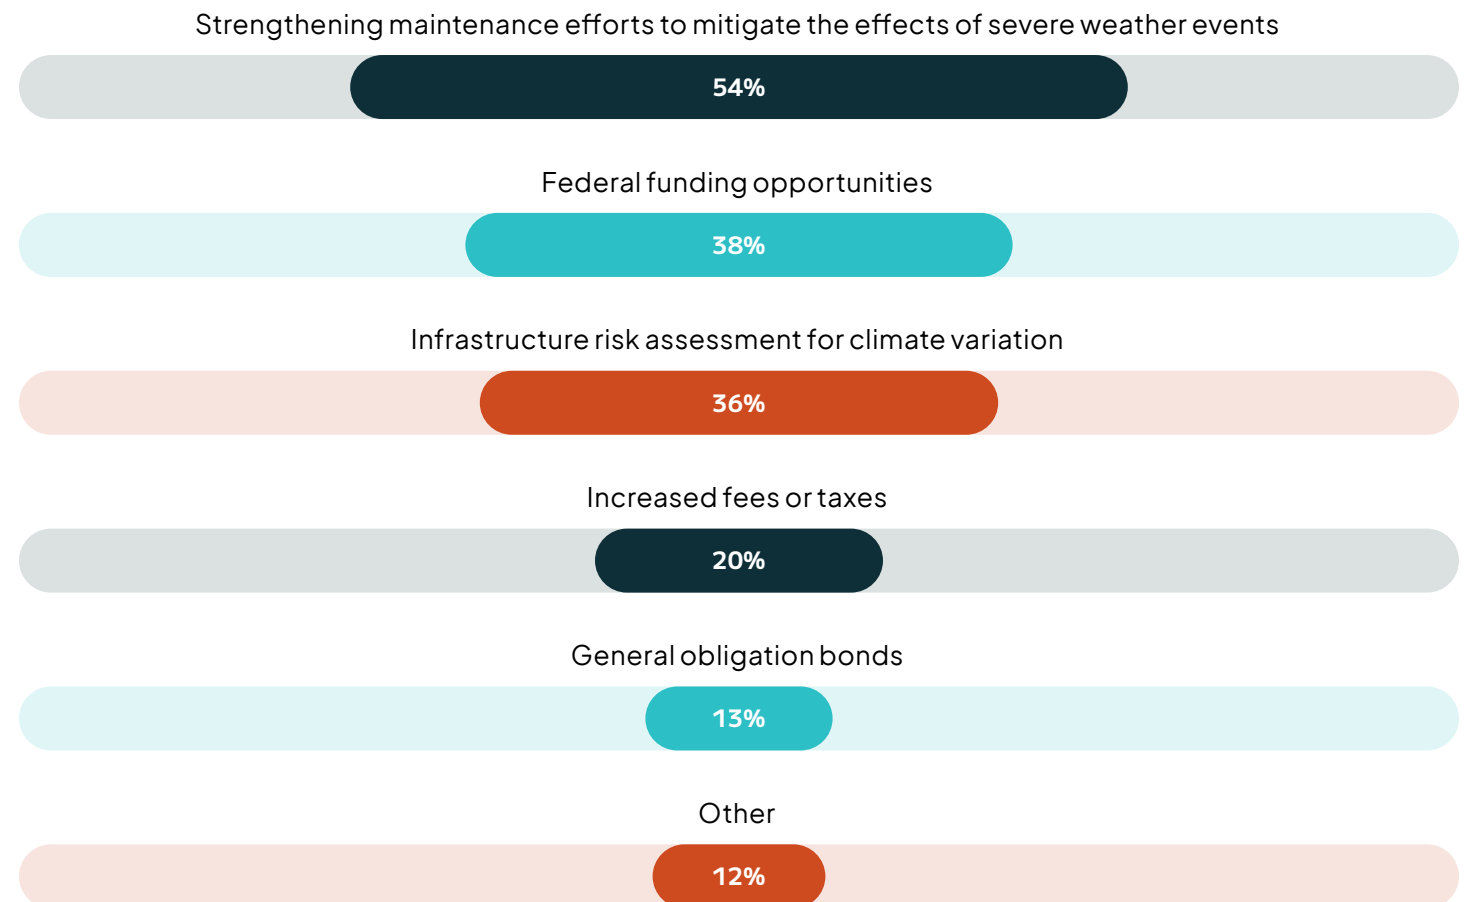 Strengthening maintenance efforts to mitigate the effects of severe weather events
54%
Federal funding opportunities
38%
Infrastructure risk assessment for climate variation
36%
Increased fees or taxes
20%
General obligation bonds
13%
Other
12%